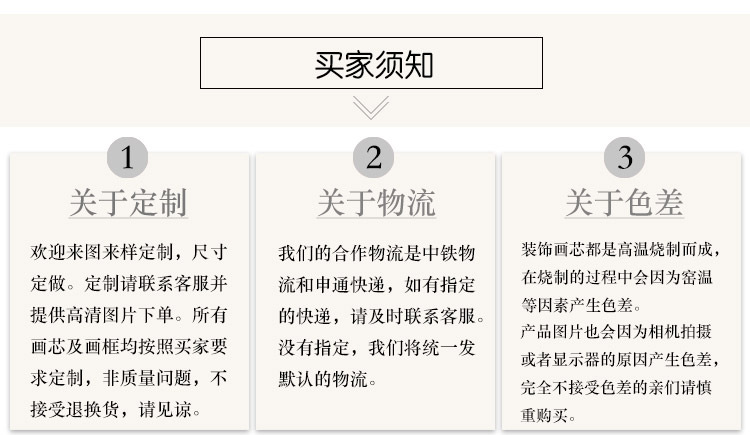 买家须知
1
关于定制
欢迎来图来样定制，尺寸
定做。定制请联系客服并
提供高清图片下单。所有
画芯及画框均按照买家要
求定制，非质量问题，不
接受退换货，请见谅。
2
关于物流
我们的合作物流是中铁物
流和申通快递，如有指定
的快递，请及时联系客服。
没有指定，我们将统一发
默认的物流。
3
关于色差
装饰画芯都是高温烧制而成，
在烧制的过程中会因为窑温
等因素产生色差。
产品图片也会因为相机拍摄
或者显示器的原因产生色差，
完全不接受色差的亲们请慎
重购买。